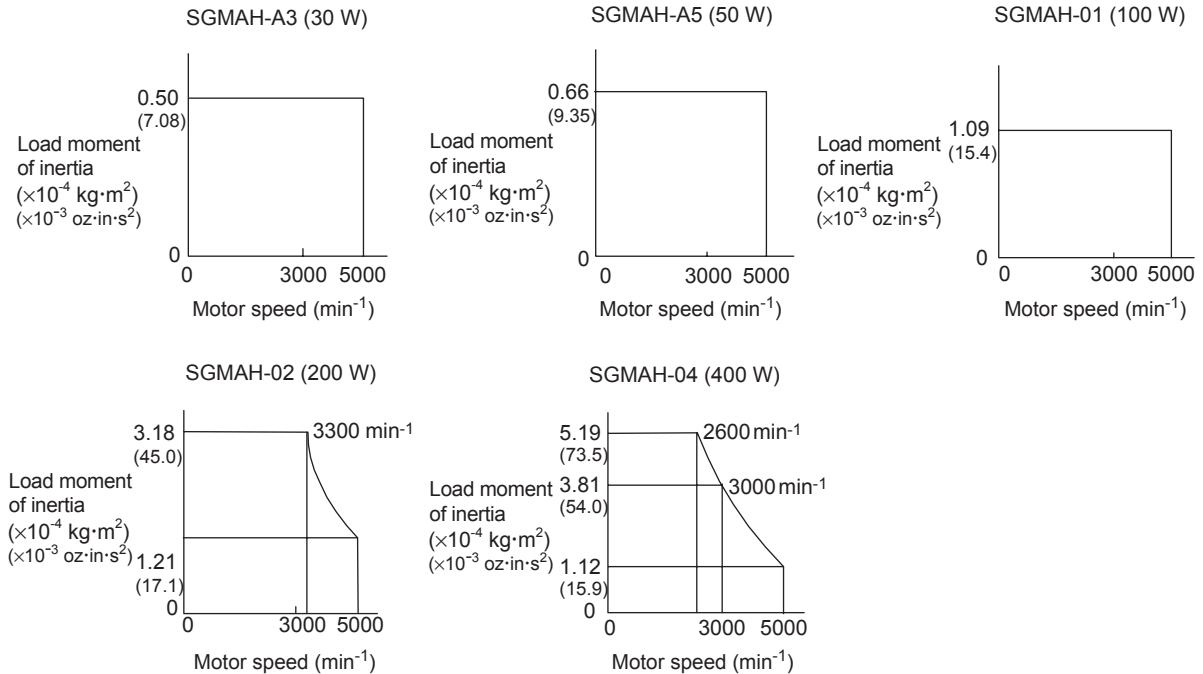 SGMAH-A3 (30 W)
0.50
(7.08)
Load moment
of inertia
(×10⁻⁴ kg·m²)
(×10⁻³ oz·in·s²)
0
0 3000 5000
Motor speed (min⁻¹)
SGMAH-A5 (50 W)
0.66
(9.35)
Load moment
of inertia
(×10⁻⁴ kg·m²)
(×10⁻³ oz·in·s²)
0
0 3000 5000
Motor speed (min⁻¹)
SGMAH-01 (100 W)
1.09
(15.4)
Load moment
of inertia
(×10⁻⁴ kg·m²)
(×10⁻³ oz·in·s²)
0
0 3000 5000
Motor speed (min⁻¹)
SGMAH-02 (200 W)
3.18
(45.0)
3300 min⁻¹
Load moment
of inertia
(×10⁻⁴ kg·m²)
(×10⁻³ oz·in·s²)
1.21
(17.1)
0
0 3000 5000
Motor speed (min⁻¹)
SGMAH-04 (400 W)
5.19
(73.5)
2600 min⁻¹
3.81
(54.0)
3000 min⁻¹
Load moment
of inertia
(×10⁻⁴ kg·m²)
(×10⁻³ oz·in·s²)
1.12
(15.9)
0
0 3000 5000
Motor speed (min⁻¹)